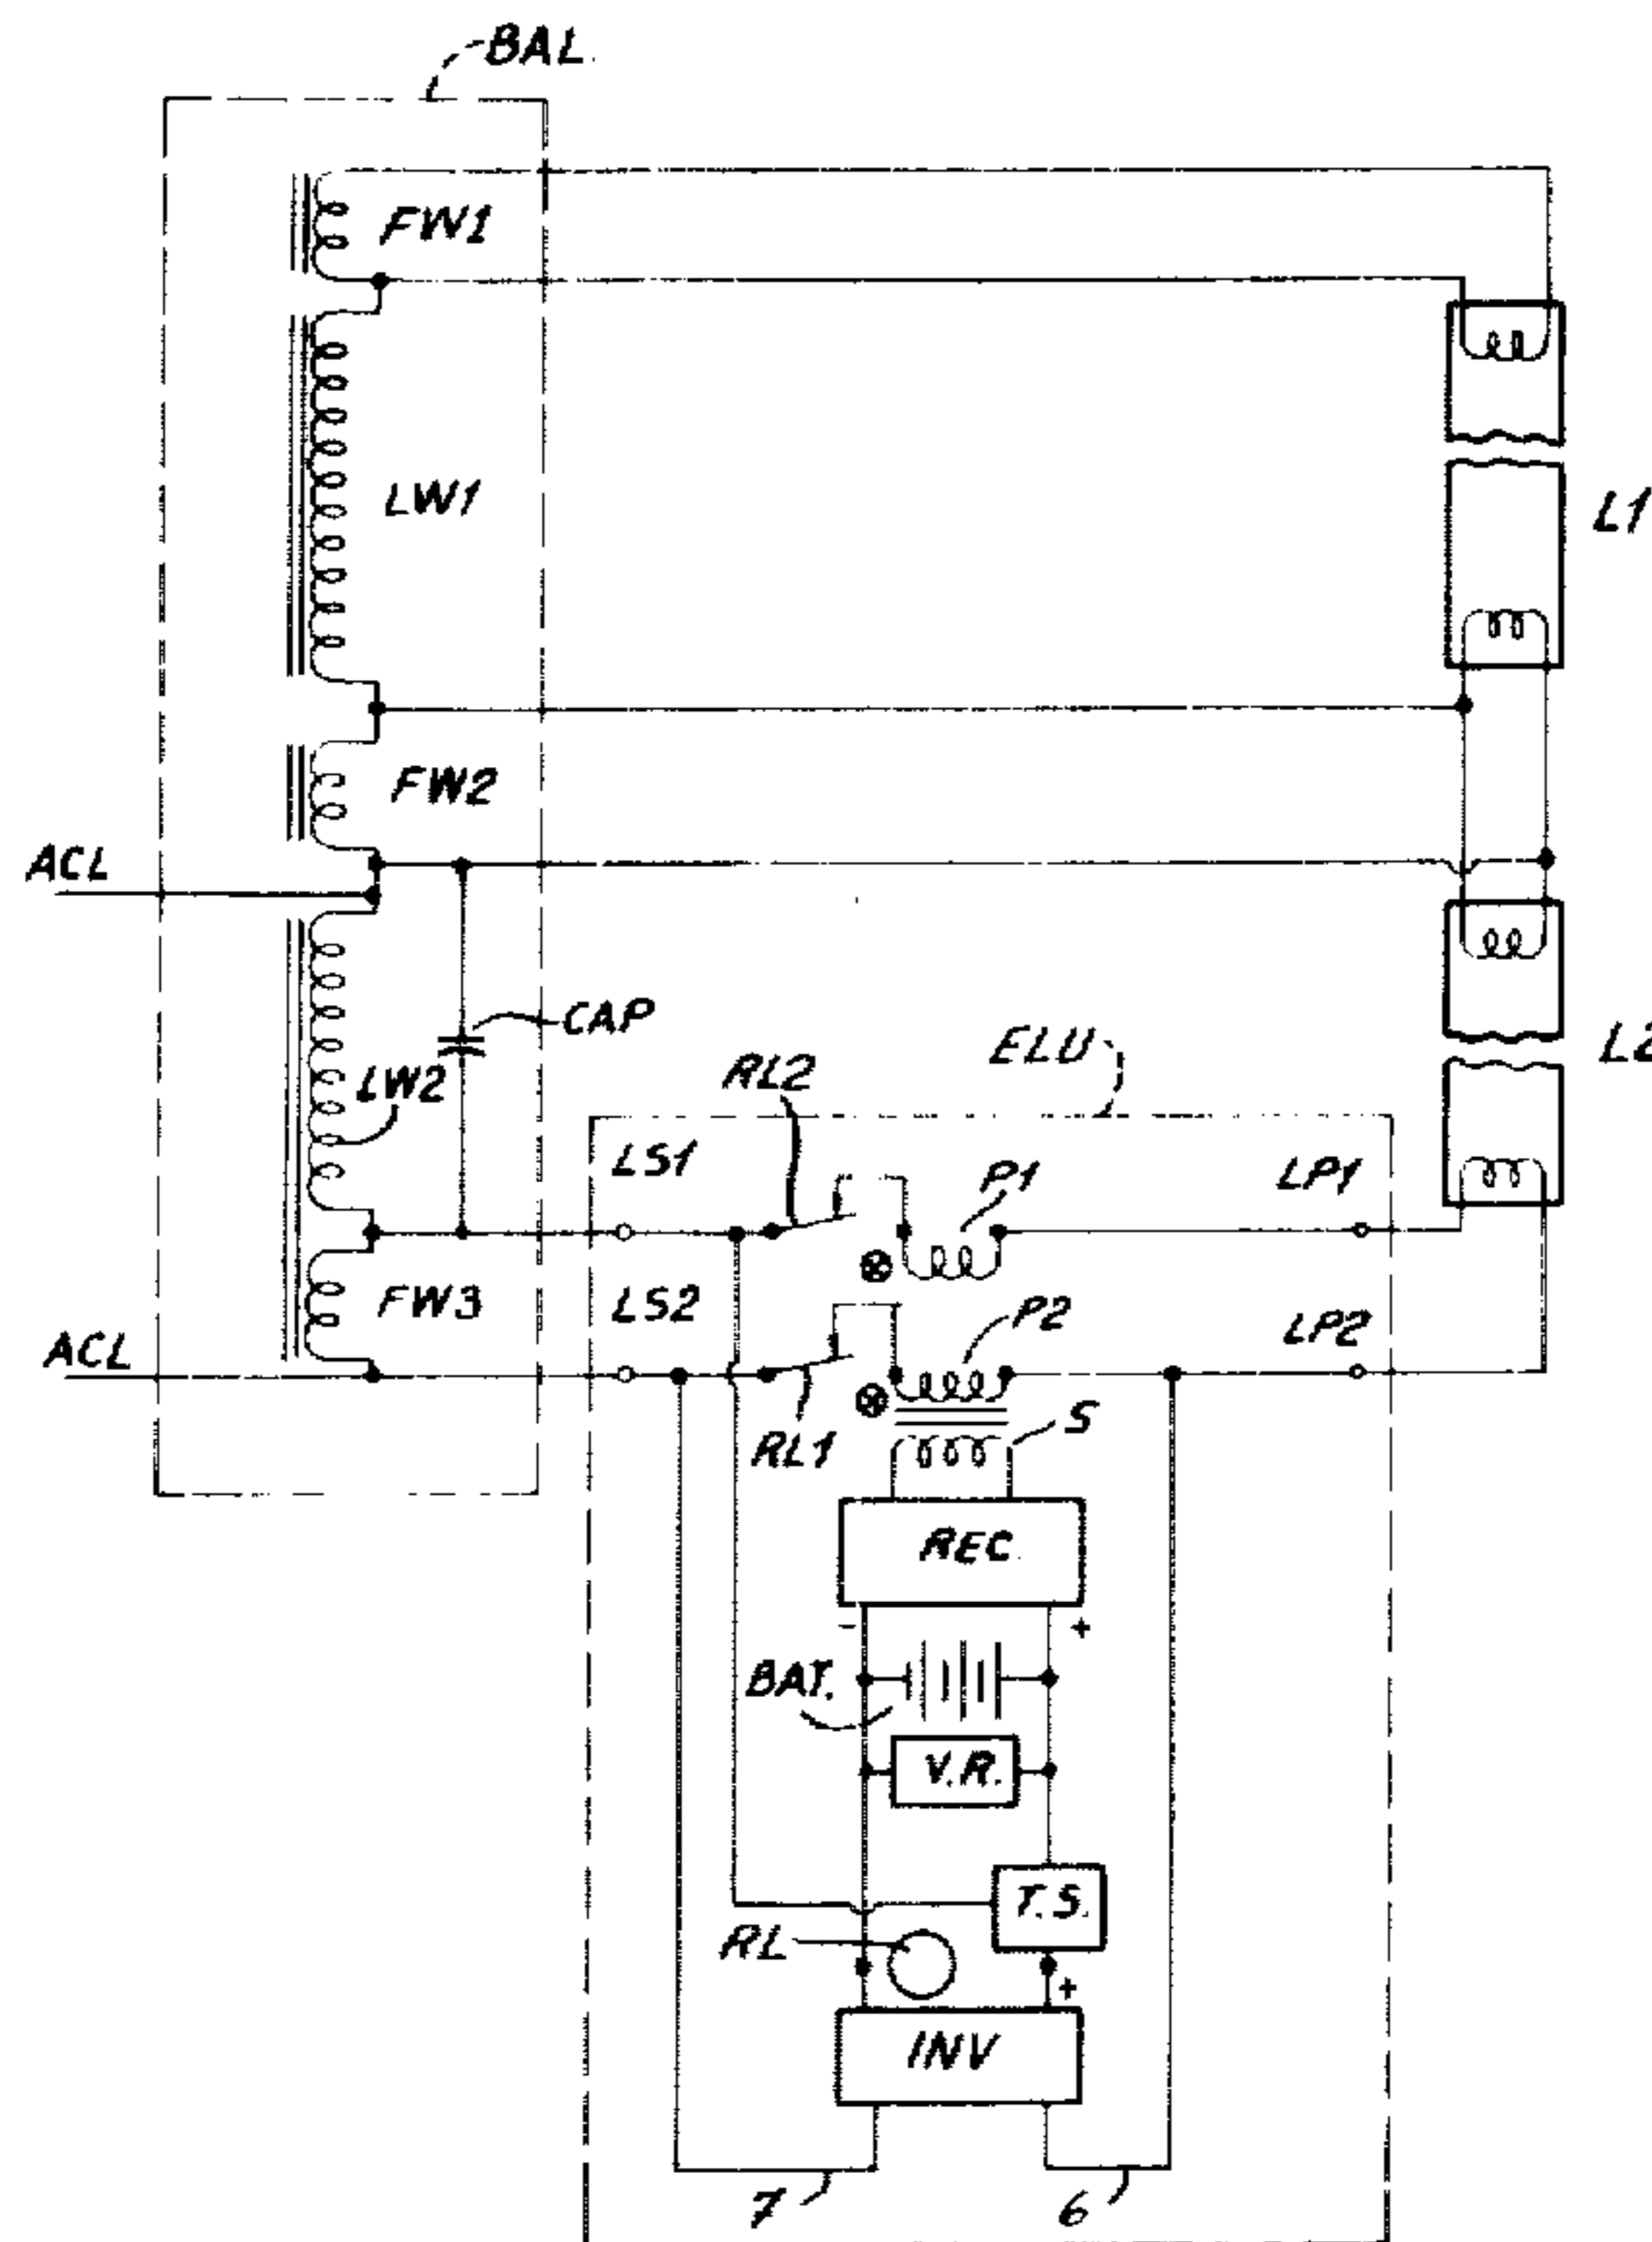 BAL.
FW1
LW1
L1
FW2
ACL
CAP
LW2
ELU
RL2
LS1
P1
LP1
FW3
LS2
P2
LP2
ACL
RL1
S
REC.
-
+
BAT.
V.R.
T.S.
RL
+
INV
7
6